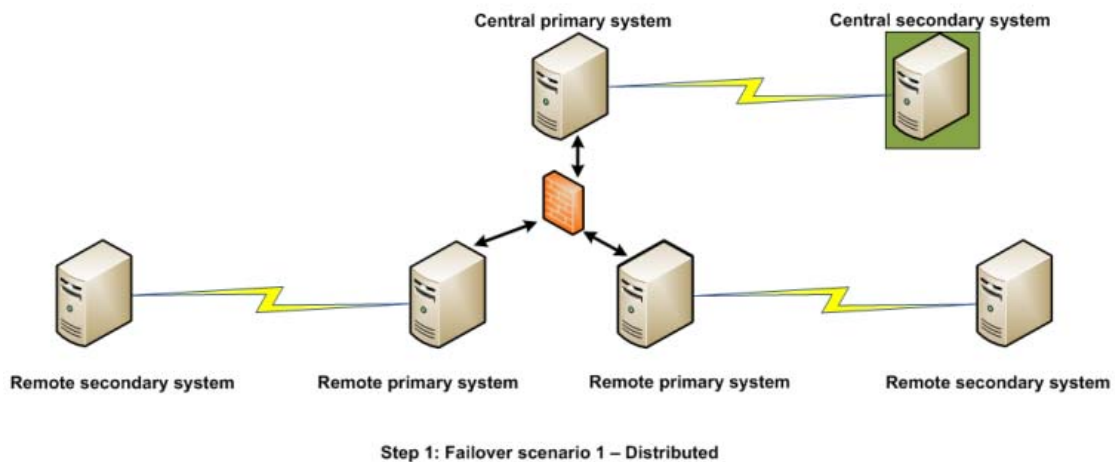 Central primary system
Central secondary system
Remote secondary system
Remote primary system
Remote primary system
Remote secondary system
Step 1: Failover scenario 1 – Distributed